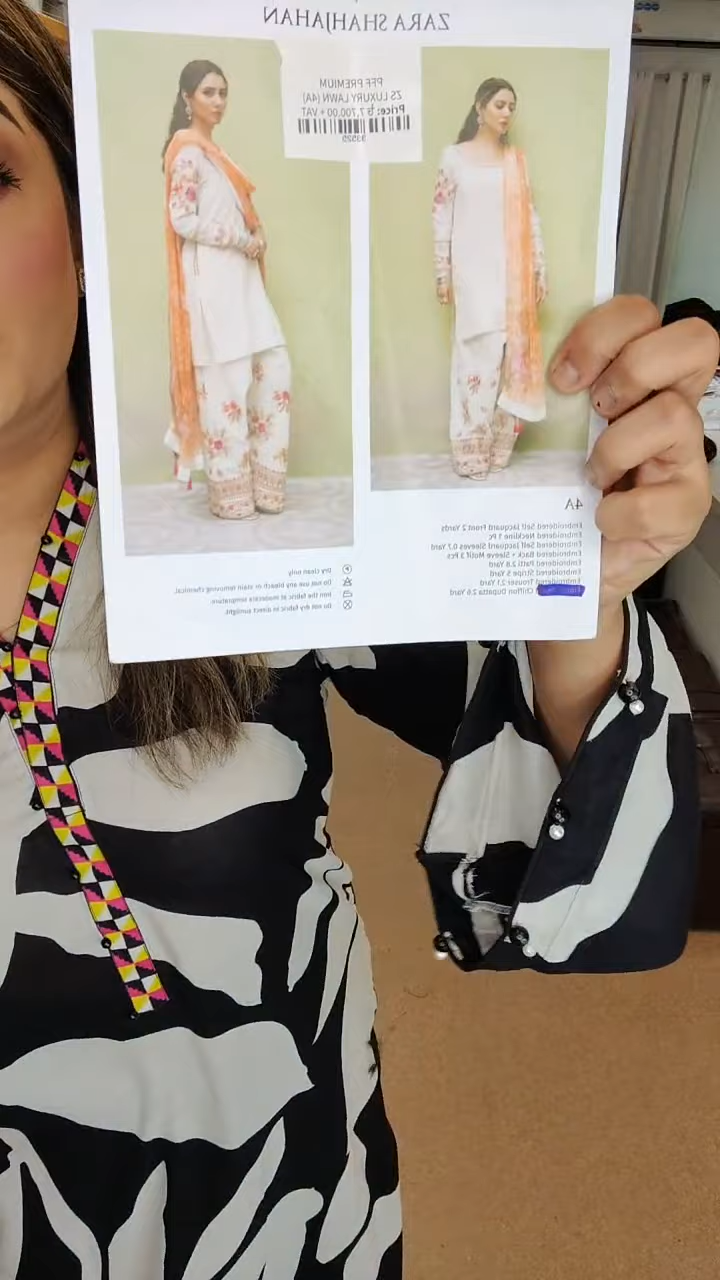 ZARA SHAHJAHAN
PFF PREMIUM
ZS LUXURY LAWN (4A)
Price: ৳ 7,700.00 + VAT
4A
Embroidered Self Jacquard Front 2 Yards
Embroidered Neckline 1 Pc
Embroidered Self Jacquard Sleeves 0.7 Yard
Embroidered Back + Sleeve Motif 3 Pcs
Embroidered Patti 2.8 Yard
Embroidered Stripe 5 Yard
Embroidered Trouser 2.1 Yard
Chiffon Dupatta 2.6 Yard
Dry clean only.
Do not use any bleach or stain removing chemical.
Iron the fabric at moderate temperature.
Do not dry fabric in direct sunlight.